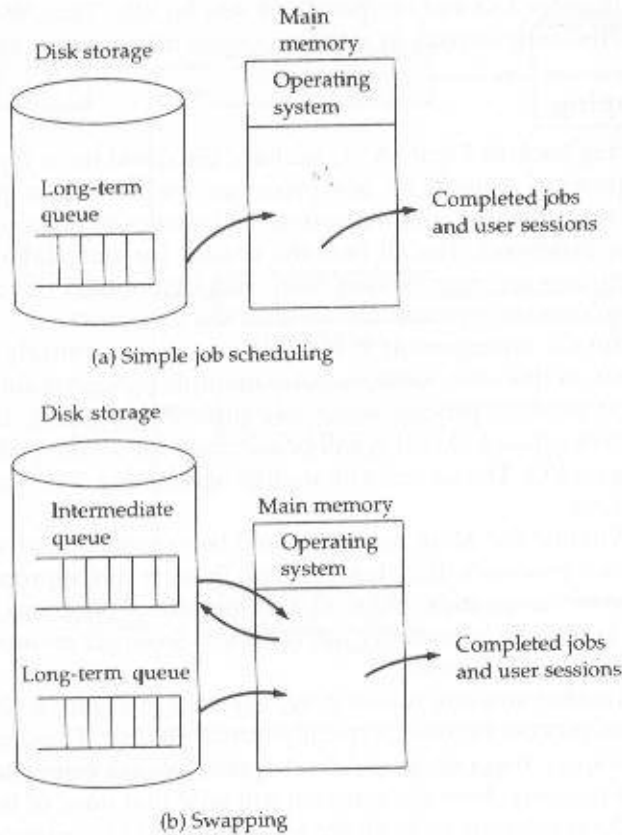 Disk storage
Main
memory
Operating
system
Long-term
queue
Completed jobs
and user sessions
(a) Simple job scheduling
Disk storage
Intermediate
queue
Main memory
Operating
system
Long-term queue
Completed jobs
and user sessions
(b) Swapping